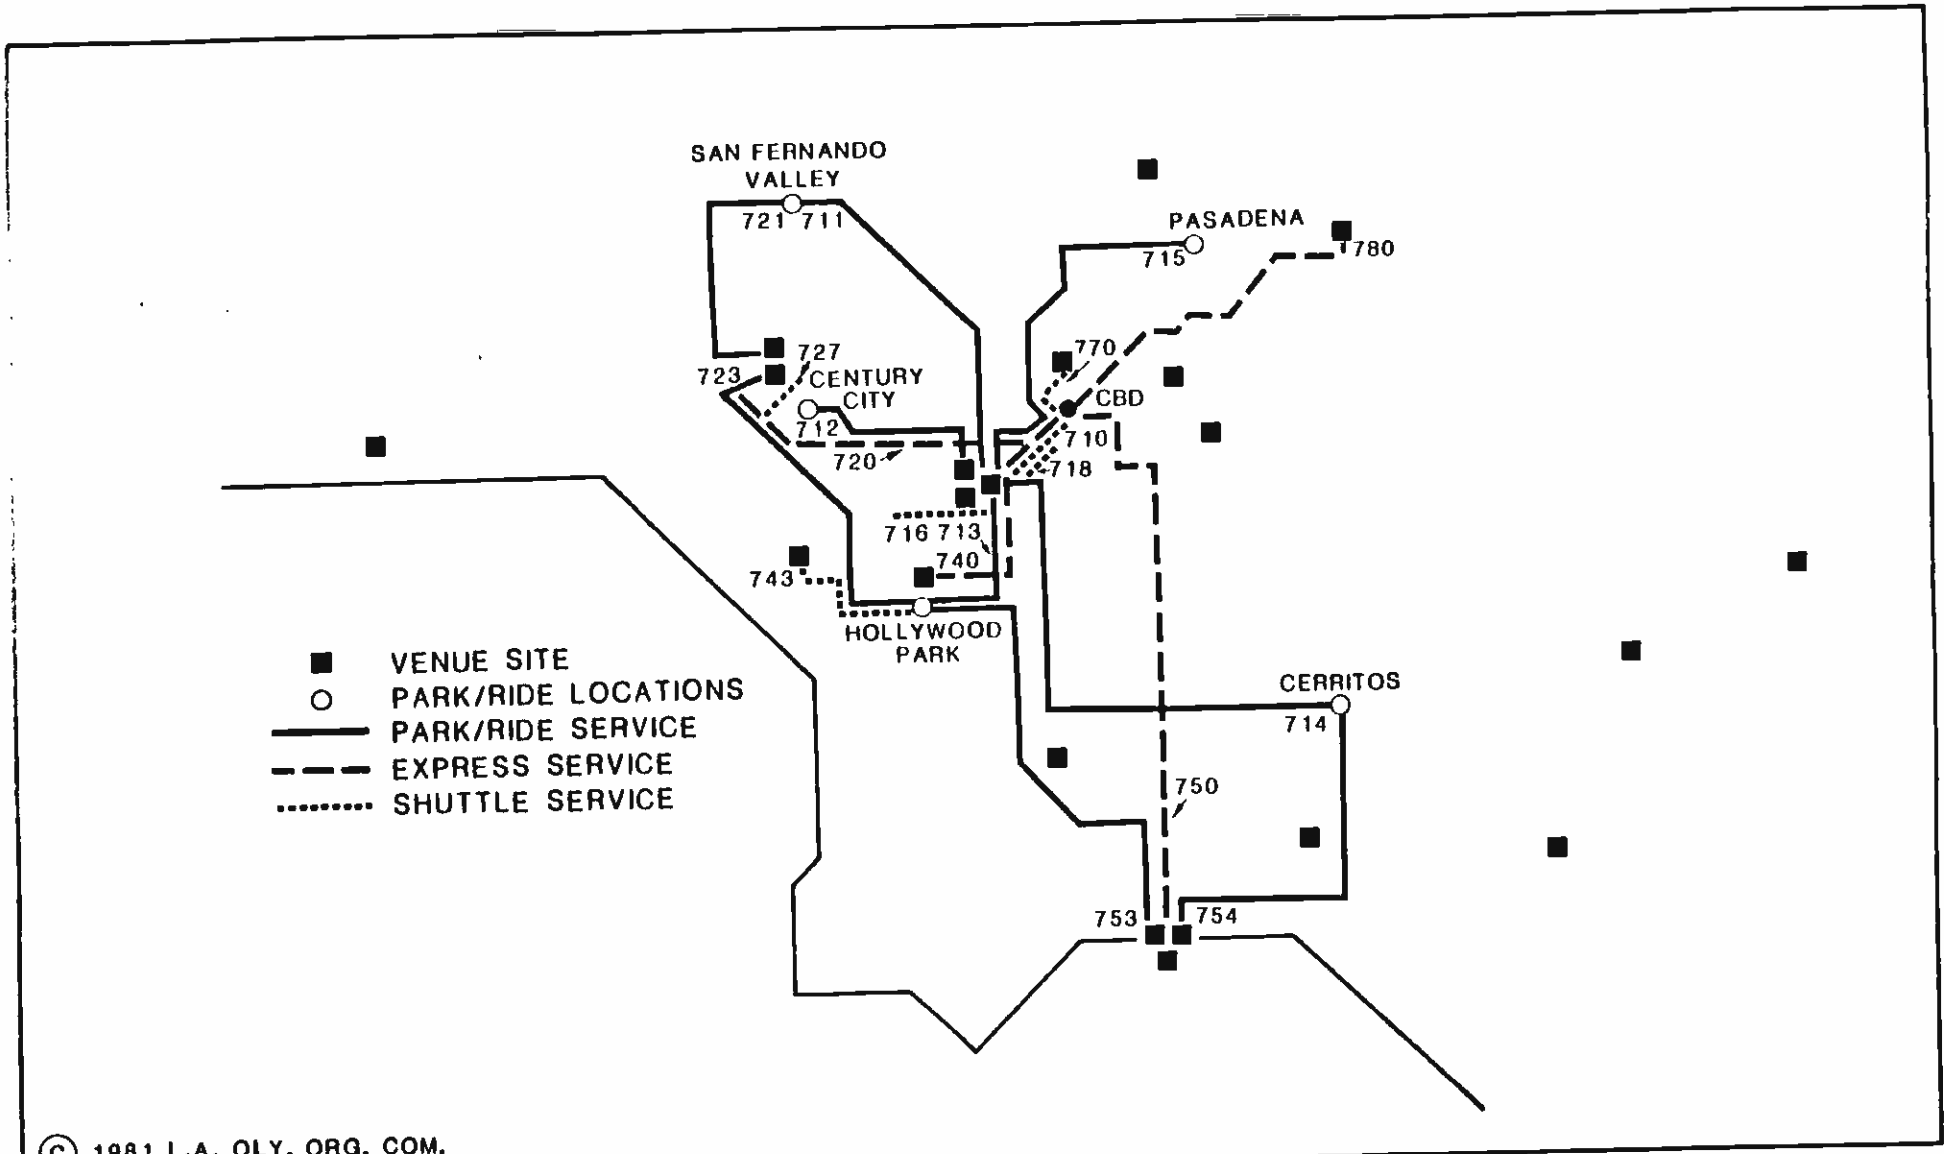 SAN FERNANDO
VALLEY
721 711
PASADENA
715
780
727
723
CENTURY
CITY
712
720
770
CBD
710
718
716 713
740
743
HOLLYWOOD
PARK
VENUE SITE
PARK/RIDE LOCATIONS
PARK/RIDE SERVICE
EXPRESS SERVICE
SHUTTLE SERVICE
CERRITOS
714
750
753
754
© 1981 L.A. OLY. ORG. COM.